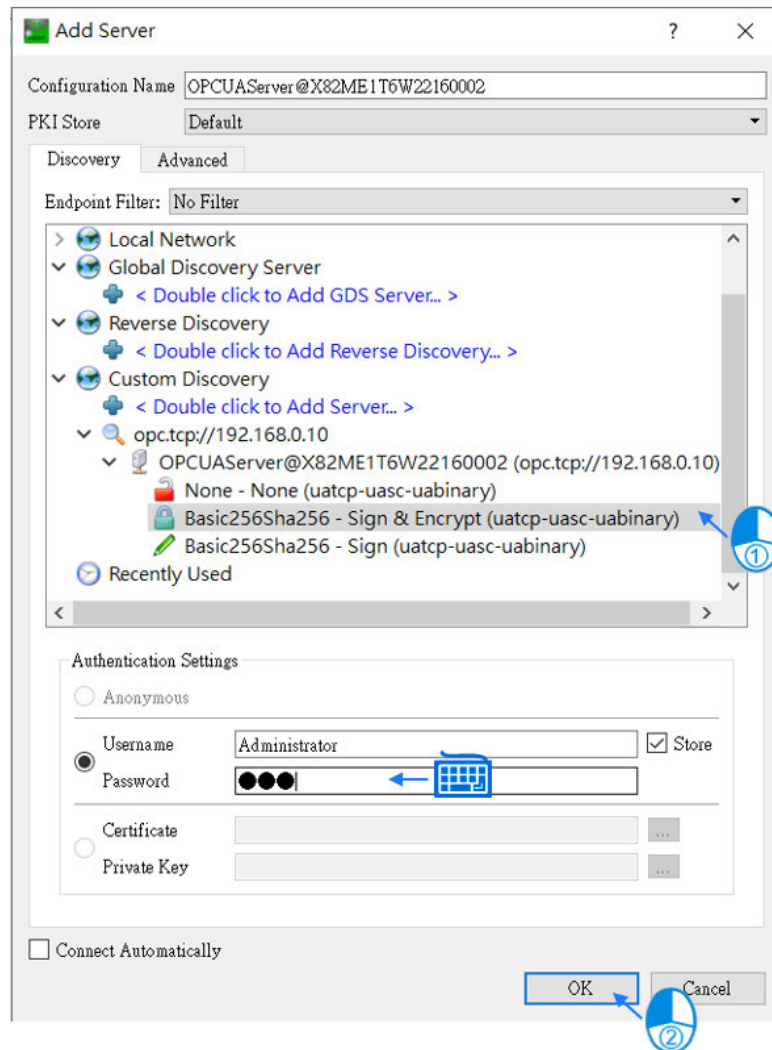 Add Server
?
Configuration Name OPCUAServer@X82ME1T6W22160002
PKI Store Default
Discovery Advanced
Endpoint Filter: No Filter
Local Network
Global Discovery Server
< Double click to Add GDS Server... >
Reverse Discovery
< Double click to Add Reverse Discovery... >
Custom Discovery
< Double click to Add Server... >
opc.tcp://192.168.0.10
OPCUAServer@X82ME1T6W22160002 (opc.tcp://192.168.0.10)
None - None (uatcp-uasc-uabinary)
Basic256Sha256 - Sign & Encrypt (uatcp-uasc-uabinary)
①
Basic256Sha256 - Sign (uatcp-uasc-uabinary)
Recently Used
Authentication Settings
Anonymous
Username Administrator Store
Password ●●●
Certificate ...
Private Key ...
Connect Automatically
OK Cancel
②